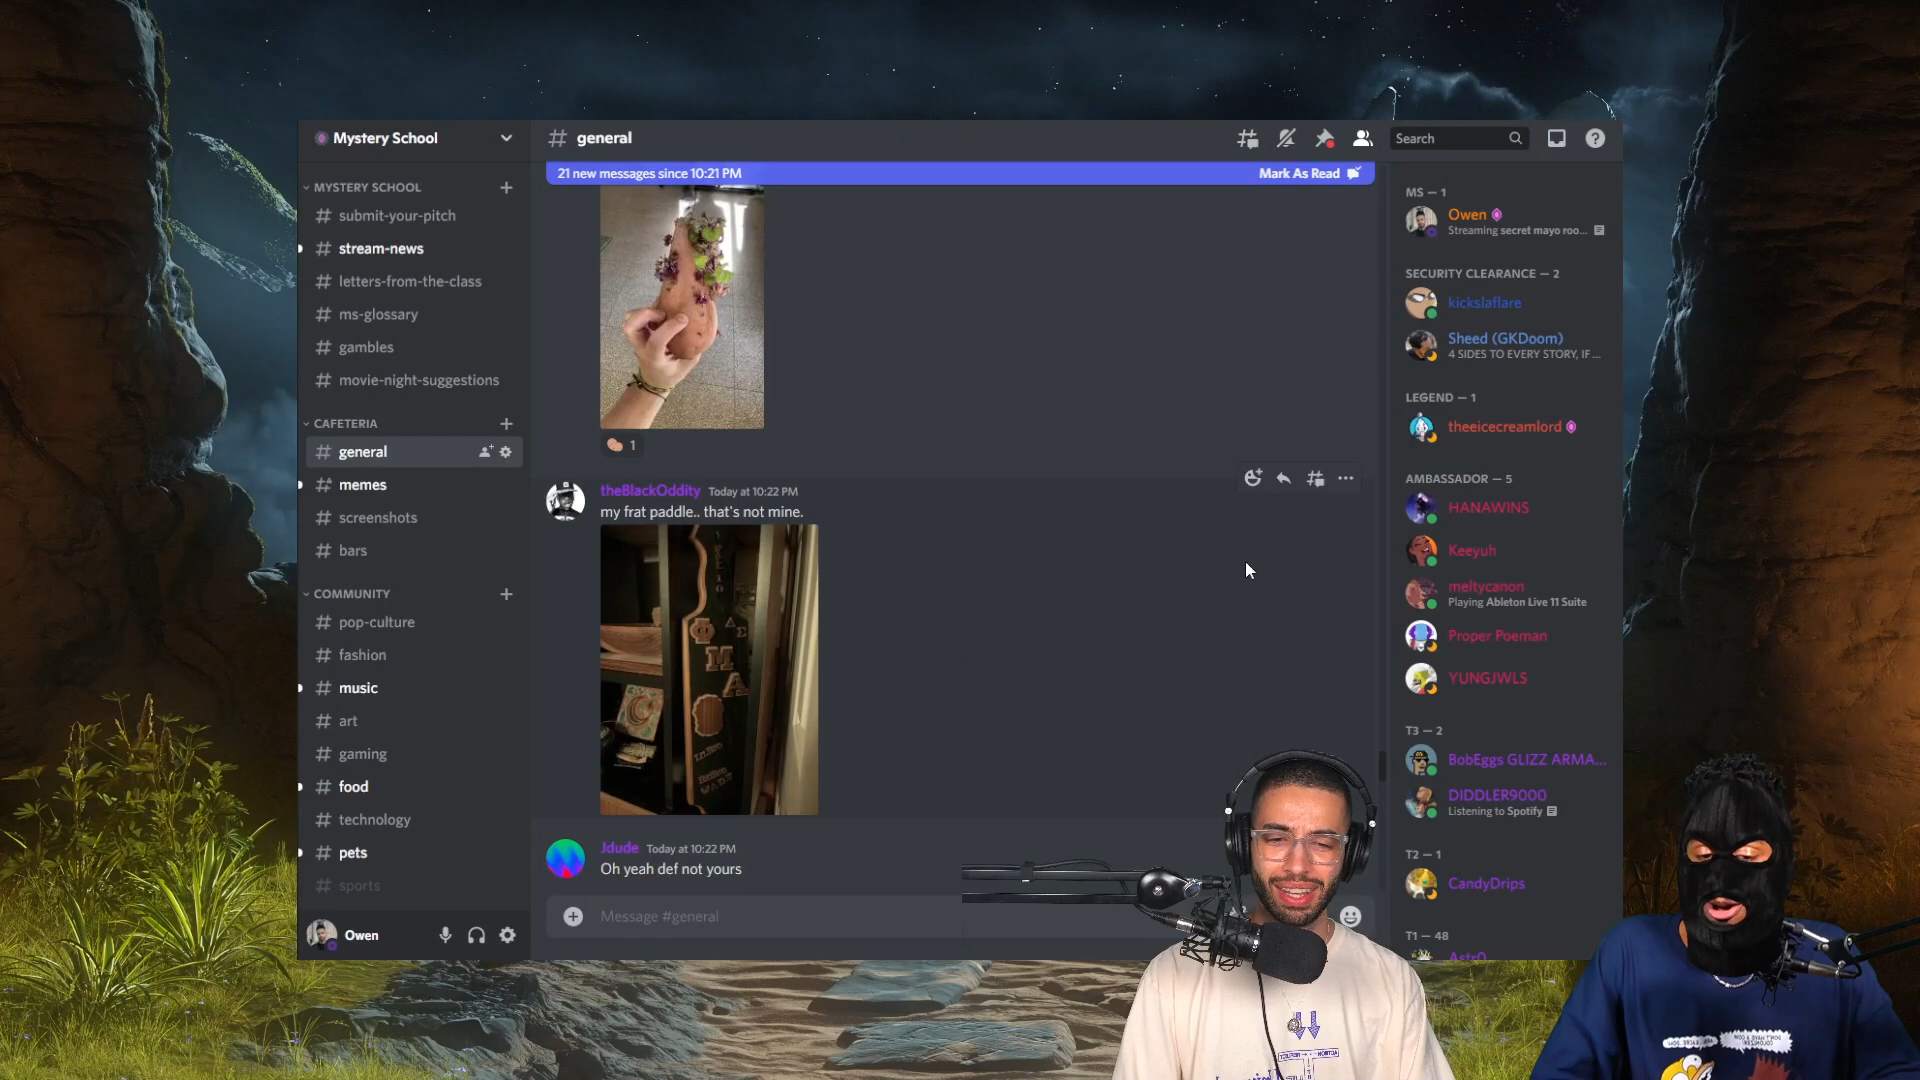 Mystery School
MYSTERY SCHOOL
submit-your-pitch
stream-news
letters-from-the-class
ms-glossary
gambles
movie-night-suggestions
CAFETERIA
general
memes
screenshots
bars
COMMUNITY
pop-culture
fashion
music
art
gaming
food
technology
pets
sports
Owen
general
Search
21 new messages since 10:21 PM
Mark As Read
1
theBlackOddity Today at 10:22 PM
my frat paddle.. that's not mine.
ΦΜΑ
Jdude Today at 10:22 PM
Oh yeah def not yours
Message #general
MS — 1
Owen
Streaming secret mayo roo...
SECURITY CLEARANCE — 2
kickslaflare
Sheed (GKDoom)
4 SIDES TO EVERY STORY, IF ...
LEGEND — 1
theeicecreamlord
AMBASSADOR — 5
HANAWINS
Keeyuh
meltycanon
Playing Ableton Live 11 Suite
Proper Poeman
YUNGJWLS
T3 — 2
BobEggs GLIZZ ARMA...
DIDDLER9000
Listening to Spotify
T2 — 1
CandyDrips
T1 — 48
Astr0